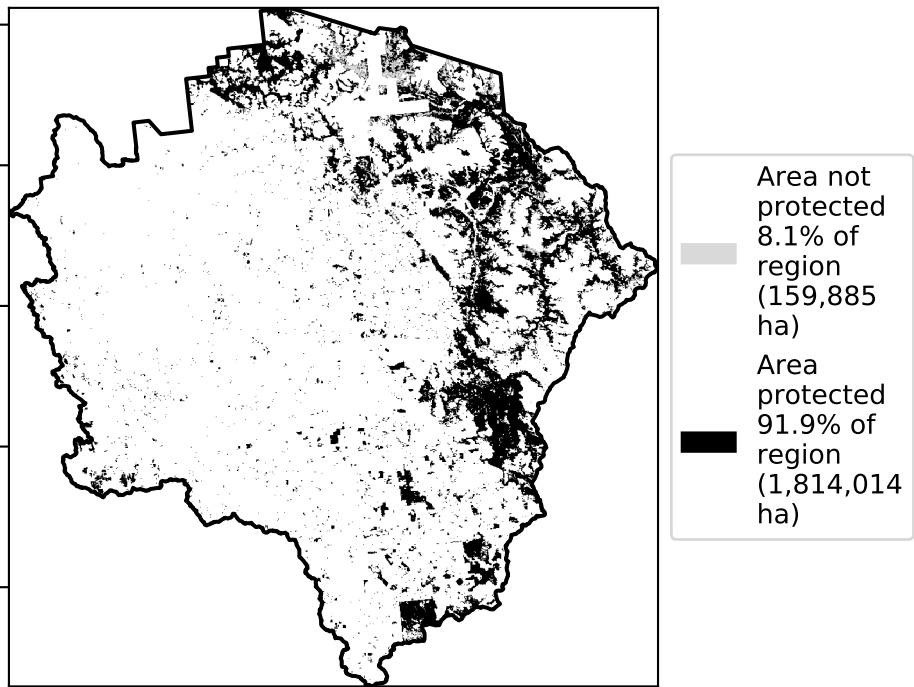 Area not
protected
8.1% of
region
(159,885
ha)
Area
protected
91.9% of
region
(1,814,014
ha)